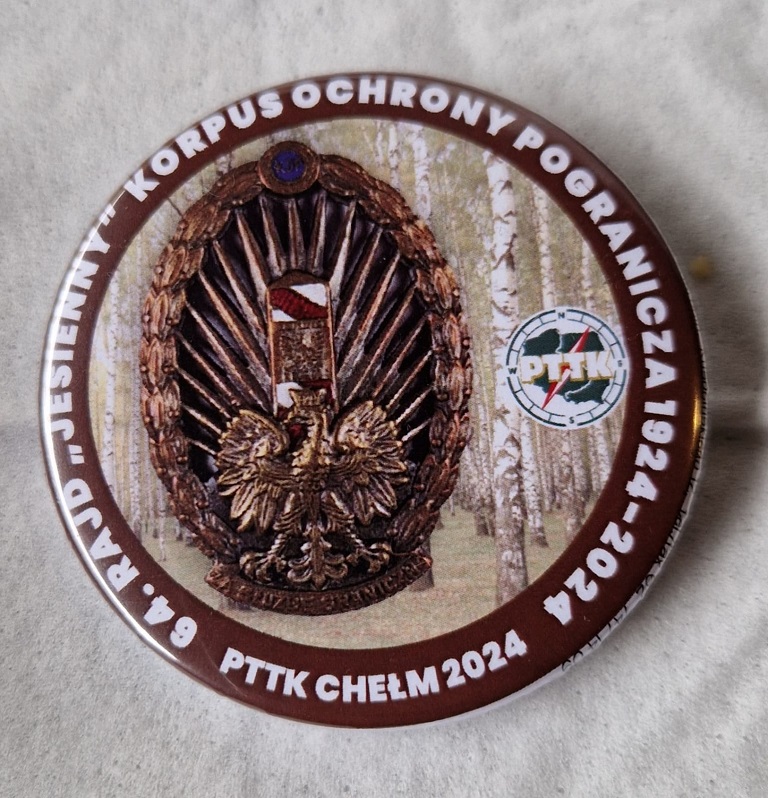 64. RAJD „JESIENNY” KORPUS OCHRONY POGRANICZA 1924-2024
PTTK CHEŁM 2024
N
W
PTTK
S